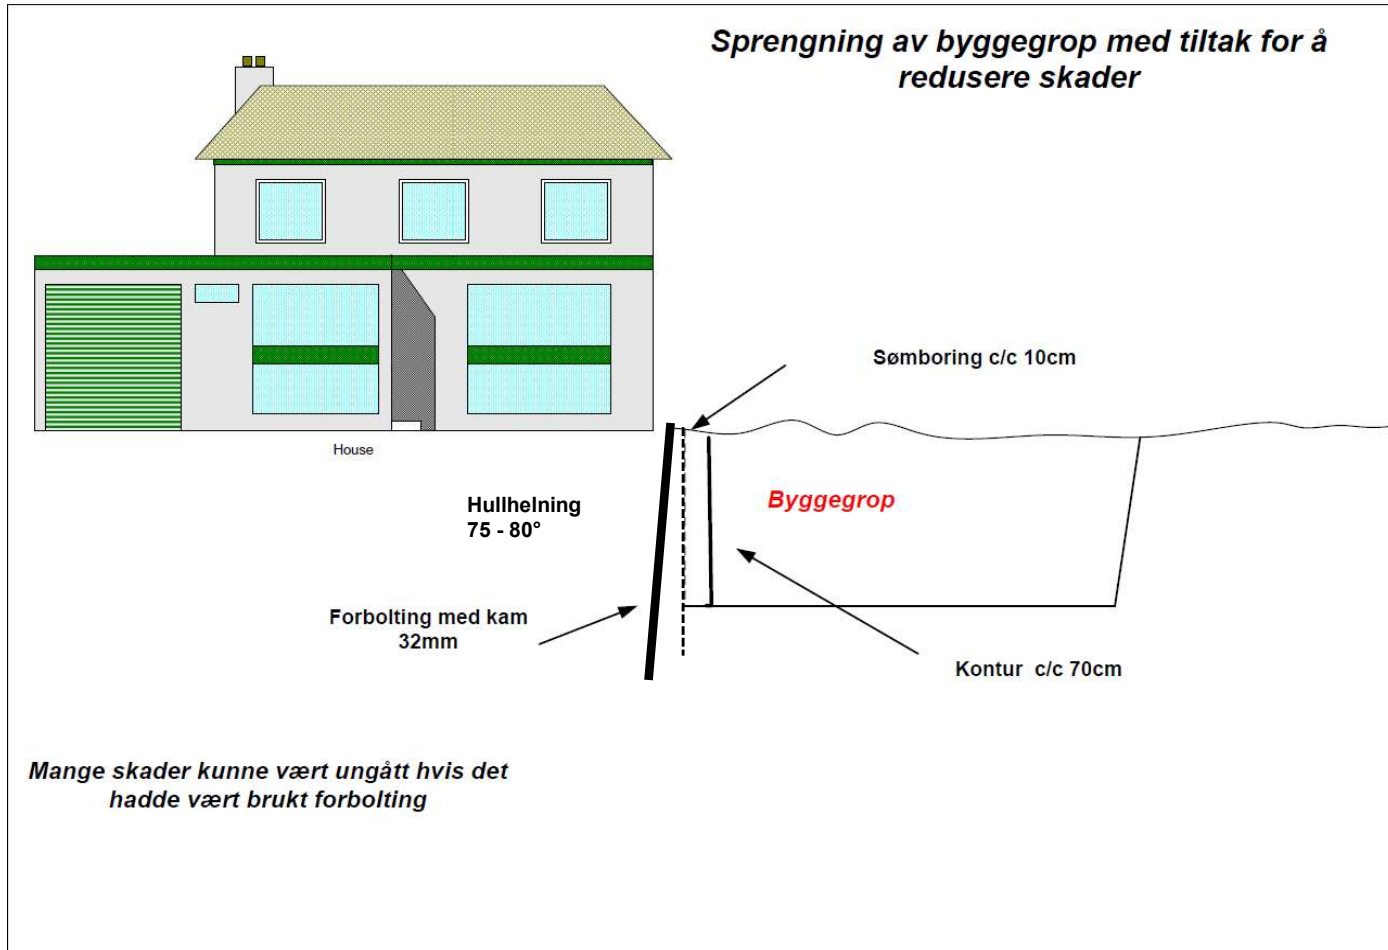 Sprengning av byggegrop med tiltak for å
redusere skader
Sømboring c/c 10cm
House
Hullhelning
75 - 80°
Byggegrop
Forbolting med kam
32mm
Kontur c/c 70cm
Mange skader kunne vært ungått hvis det
hadde vært brukt forbolting